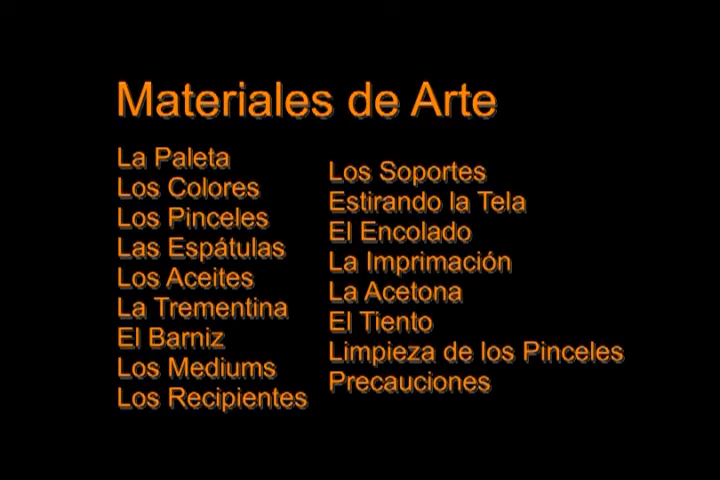 Materiales de Arte
La Paleta
Los Colores
Los Pinceles
Las Espátulas
Los Aceites
La Trementina
El Barniz
Los Mediums
Los Recipientes
Los Soportes
Estirando la Tela
El Encolado
La Imprimación
La Acetona
El Tiento
Limpieza de los Pinceles
Precauciones